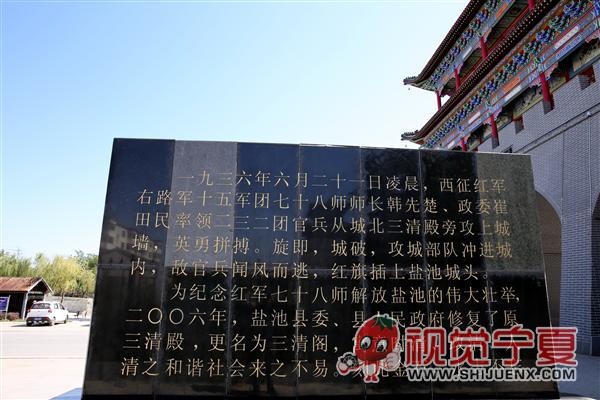 一九三六年六月二十一日凌晨，西征红军
右路军十五军团七十八师师长韩先楚、政委崔
田民率领二三二团官兵从城北三清殿旁攻上城
墙，英勇拼搏。旋即，城破，攻城部队冲进城
内，敌官兵闻风而逃，红旗插上盐池城头。
为纪念红军七十八师解放盐池的伟大壮举，
二〇〇六年，盐池县委、县人民政府修复了原
三清殿，更名为三清阁，
清之和谐社会来之不易。
视觉宁夏
WWW.SHIJUENX.COM